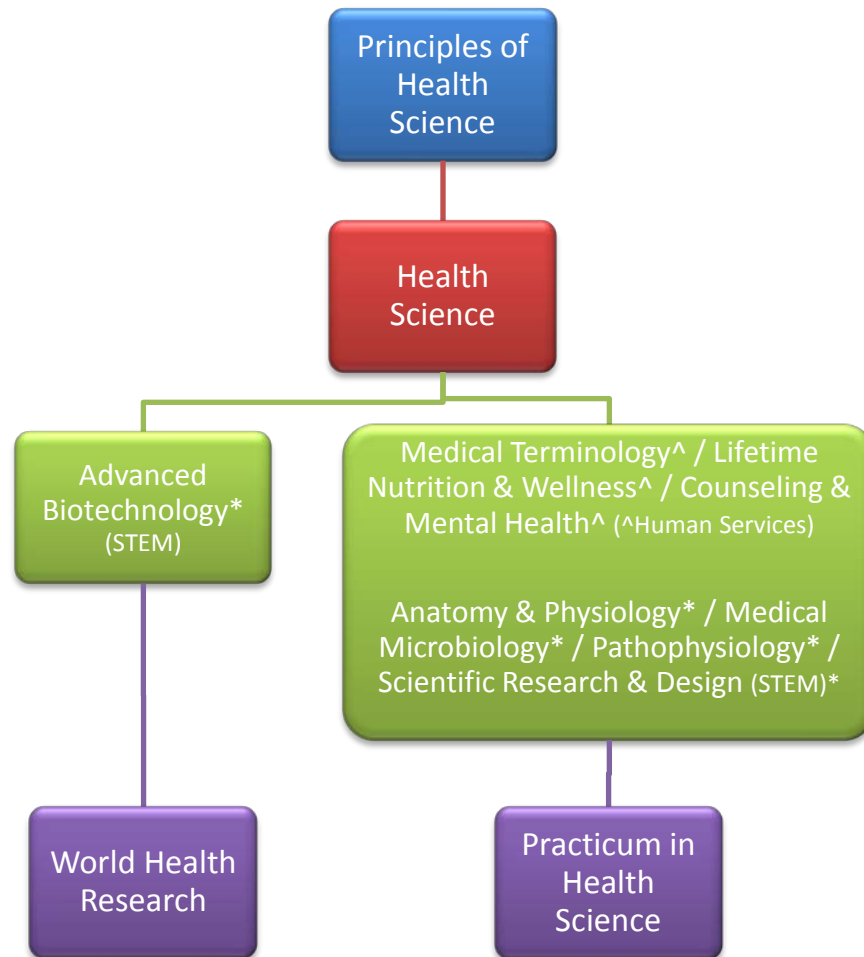 Principles of
Health
Science
Health
Science
Advanced
Biotechnology*
(STEM)
Medical Terminology^ / Lifetime
Nutrition & Wellness^ / Counseling &
Mental Health^ (^Human Services)
Anatomy & Physiology* / Medical
Microbiology* / Pathophysiology* /
Scientific Research & Design (STEM)*
World Health
Research
Practicum in
Health
Science